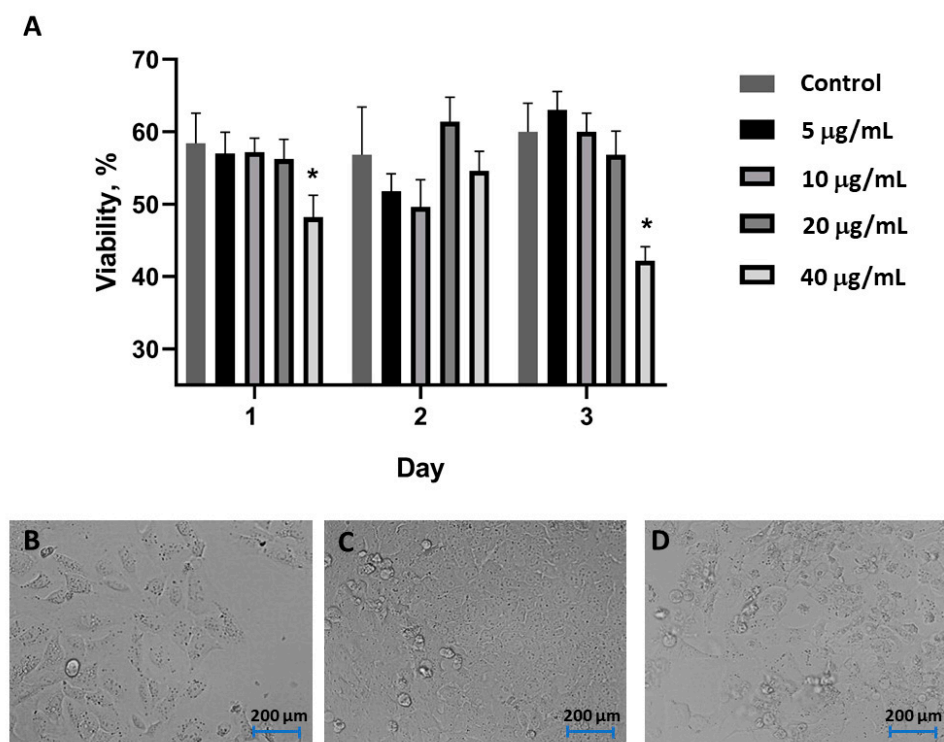 A
Viability, %
70
60
50
40
30
*
*
1
2
3
Day
Control
5 μg/mL
10 μg/mL
20 μg/mL
40 μg/mL
B
200 μm
C
200 μm
D
200 μm